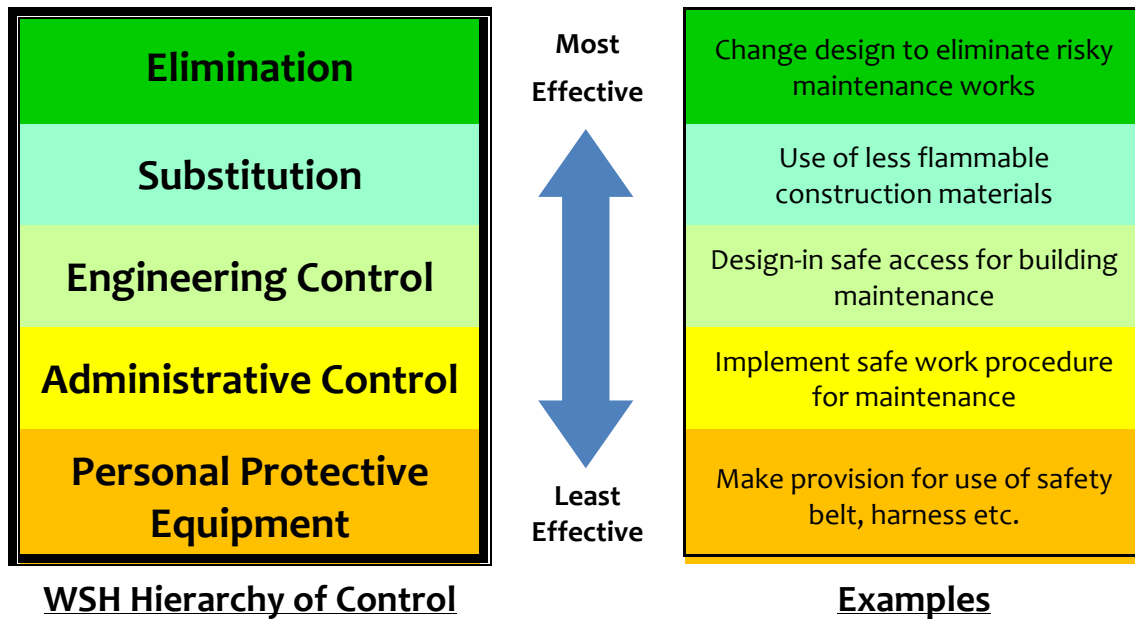 Elimination
Most
Effective
Change design to eliminate risky
maintenance works
Substitution
Use of less flammable
construction materials
Engineering Control
Design-in safe access for building
maintenance
Administrative Control
Implement safe work procedure
for maintenance
Personal Protective
Equipment
Least
Effective
Make provision for use of safety
belt, harness etc.
WSH Hierarchy of Control
Examples